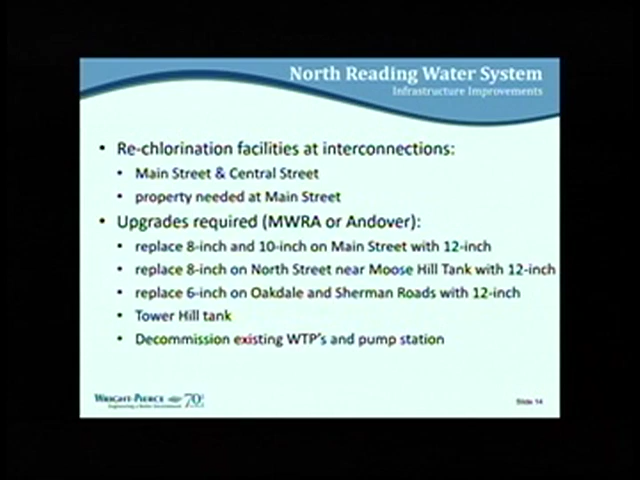 North Reading Water System
Infrastructure Improvements
• Re-chlorination facilities at interconnections:
• Main Street & Central Street
• property needed at Main Street
• Upgrades required (MWRA or Andover):
• replace 8-inch and 10-inch on Main Street with 12-inch
• replace 8-inch on North Street near Moose Hill Tank with 12-inch
• replace 6-inch on Oakdale and Sherman Roads with 12-inch
• Tower Hill tank
• Decommission existing WTP's and pump station
WRIGHT-PIERCE 70
Engineering a Better Environment
Slide 14